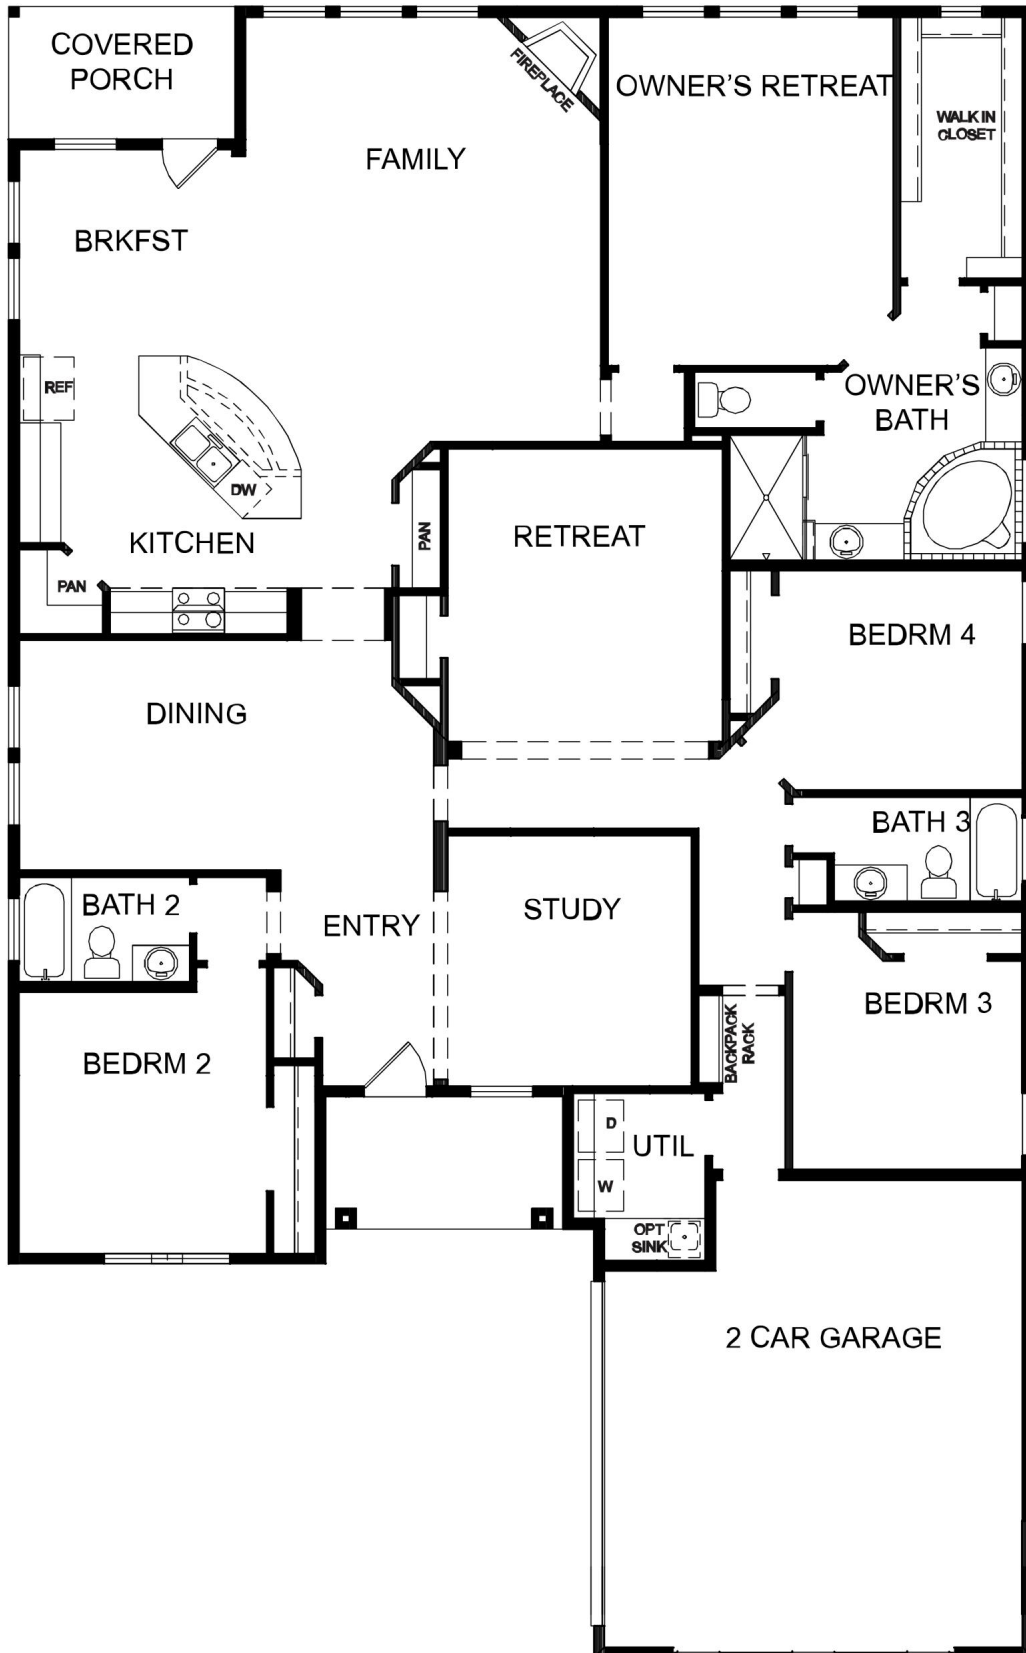 COVERED
PORCH
FAMILY
FIREPLACE
OWNER'S RETREAT
WALK IN
CLOSET
BRKFST
REF
DW
KITCHEN
PAN
PAN
RETREAT
OWNER'S
BATH
BEDRM 4
DINING
BATH 3
BATH 2
ENTRY
STUDY
BEDRM 3
BACKPACK
RACK
BEDRM 2
D
W
UTIL
OPT
SINK
2 CAR GARAGE